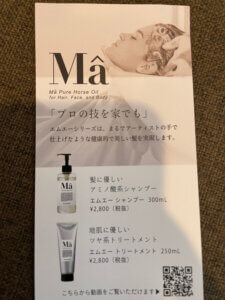 Mâ
Mâ Pure Horse Oil
for Hair, Face, and Body
「プロの技を家でも」
エムエーシリーズは、まるでアーティストの手で
仕上げたような健康的で美しい髪を実現します。
Mâ
髪に優しい
アミノ酸系シャンプー
エムエー シャンプー 300mL
¥2,800（税抜）
Mâ
地肌に優しい
ツヤ系トリートメント
エムエー トリートメント 250mL
¥2,800（税抜）
こちらから動画をご覧いただけます▶